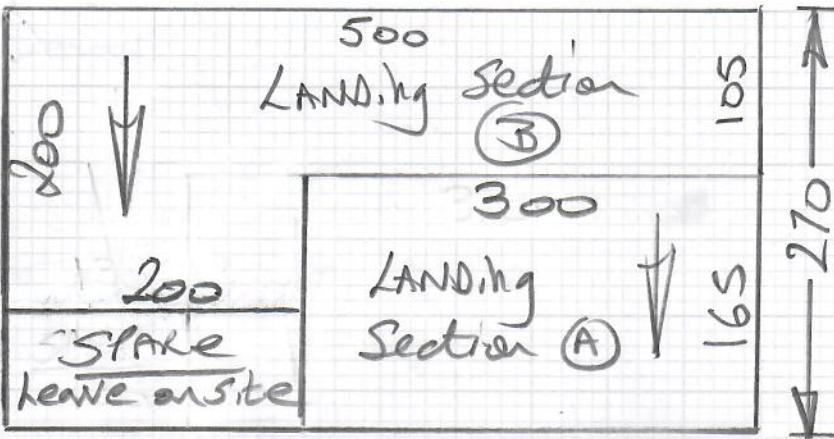 500
LANDing Section
B
105
200
300
270
200
LANDing
Section A
165
SPARE
Leave on site